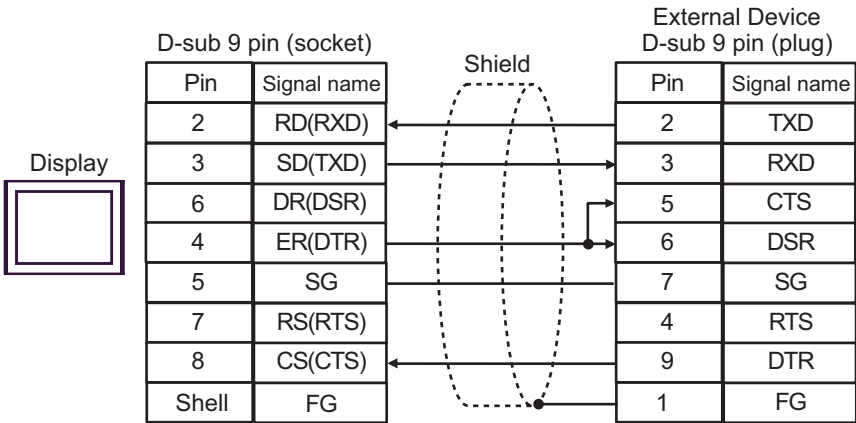 External Device
D-sub 9 pin (socket) D-sub 9 pin (plug)
Shield
Pin Signal name Pin Signal name
2 RD(RXD) 2 TXD
Display
3 SD(TXD) 3 RXD
6 DR(DSR) 5 CTS
4 ER(DTR) 6 DSR
5 SG 7 SG
7 RS(RTS) 4 RTS
8 CS(CTS) 9 DTR
Shell FG 1 FG